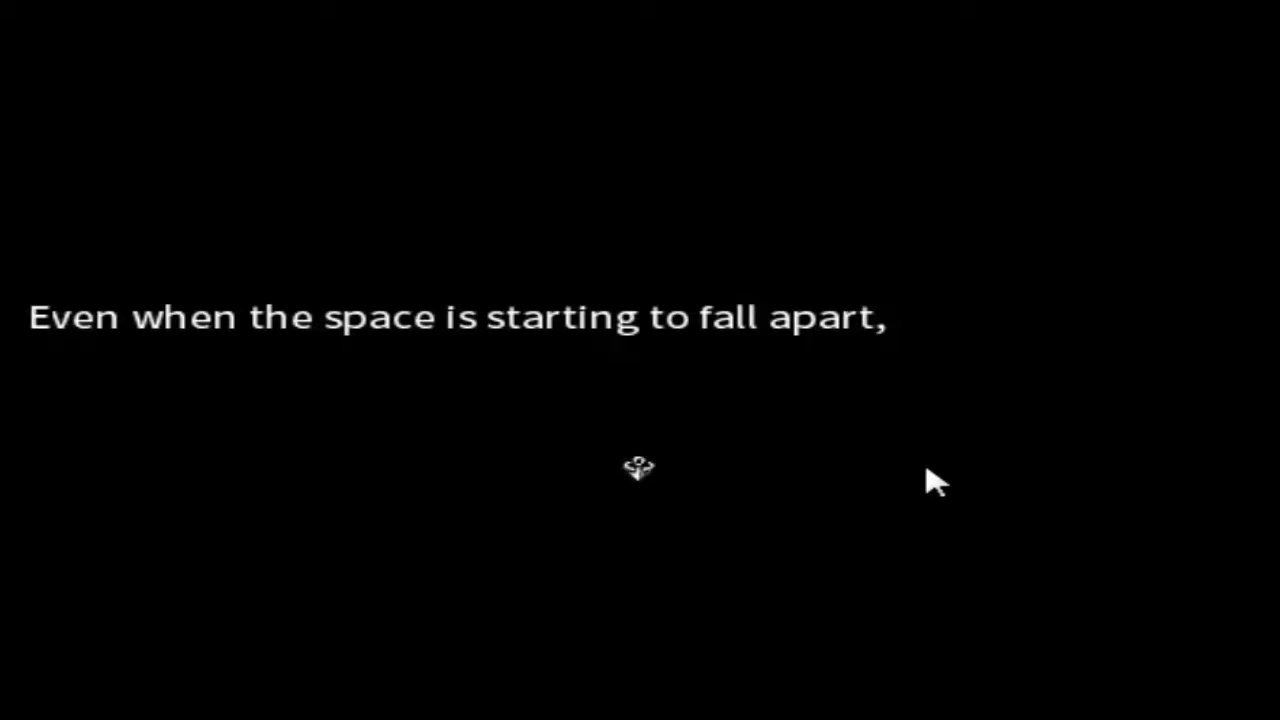 Even when the space is starting to fall apart,